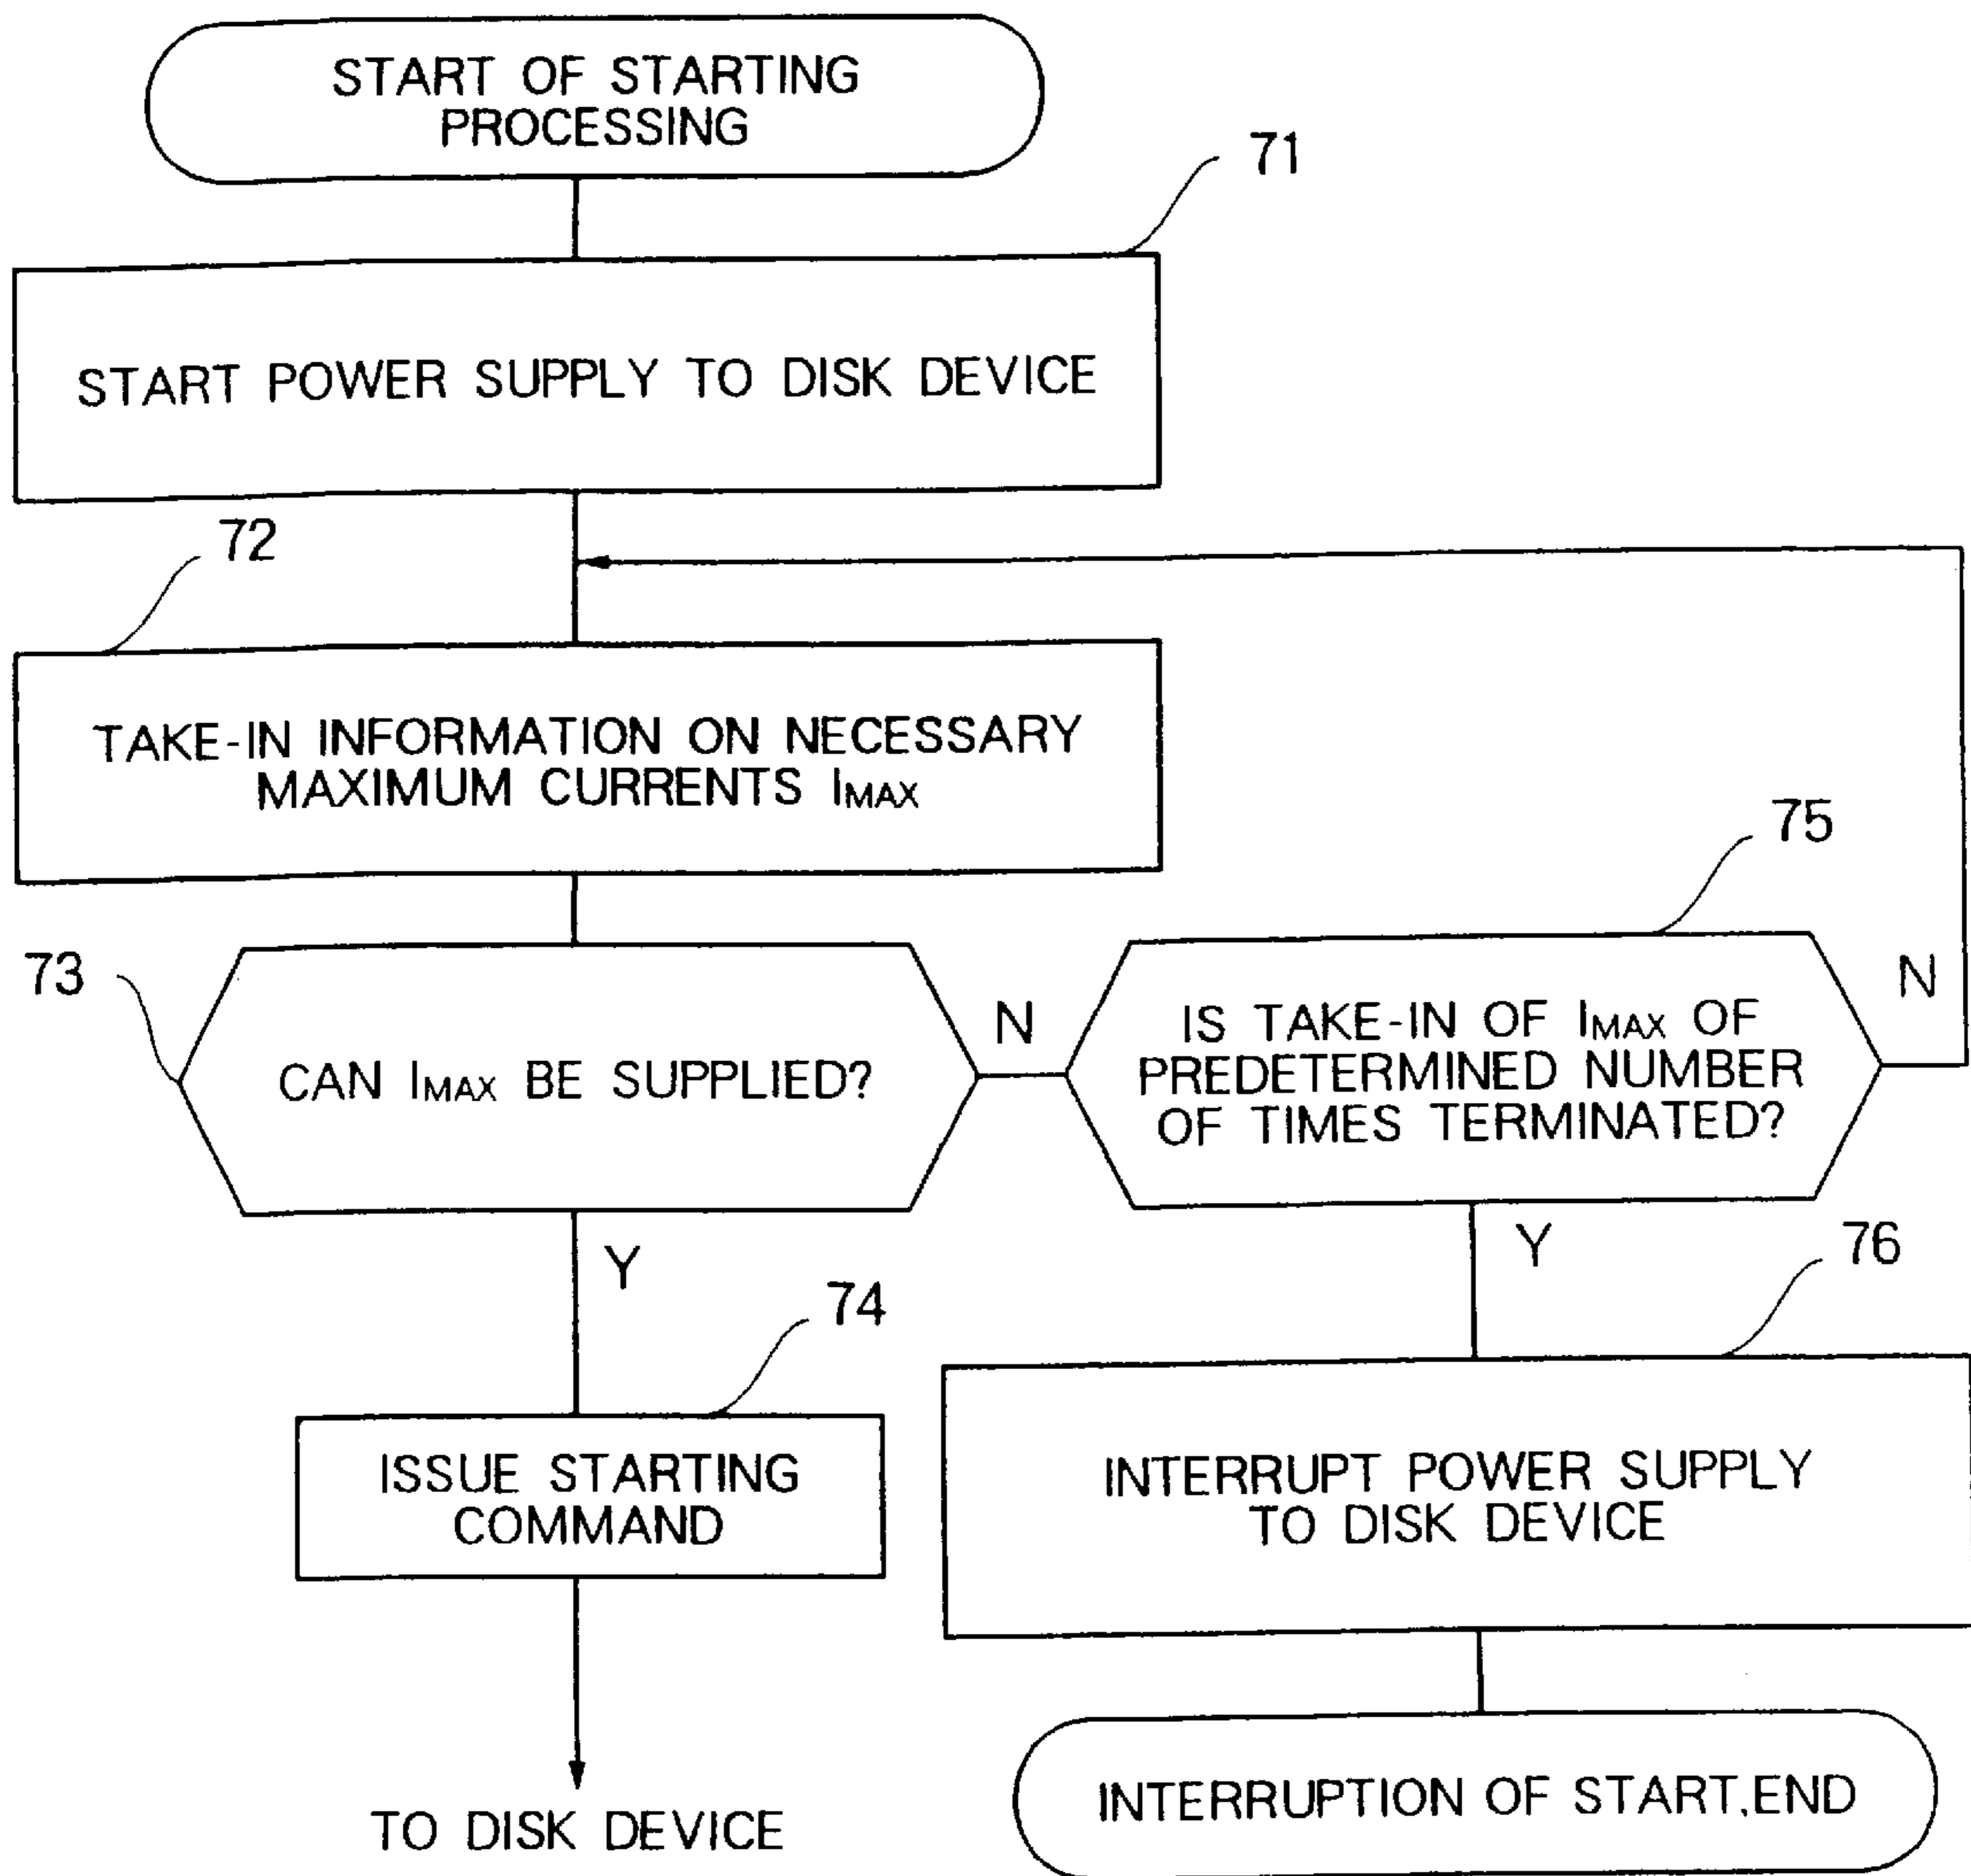 START OF STARTING
PROCESSING
71
START POWER SUPPLY TO DISK DEVICE
72
TAKE-IN INFORMATION ON NECESSARY
MAXIMUM CURRENTS IMAX
73
CAN IMAX BE SUPPLIED?
N
75
IS TAKE-IN OF IMAX OF
PREDETERMINED NUMBER
OF TIMES TERMINATED?
N
Y
74
ISSUE STARTING
COMMAND
TO DISK DEVICE
Y
76
INTERRUPT POWER SUPPLY
TO DISK DEVICE
INTERRUPTION OF START,END